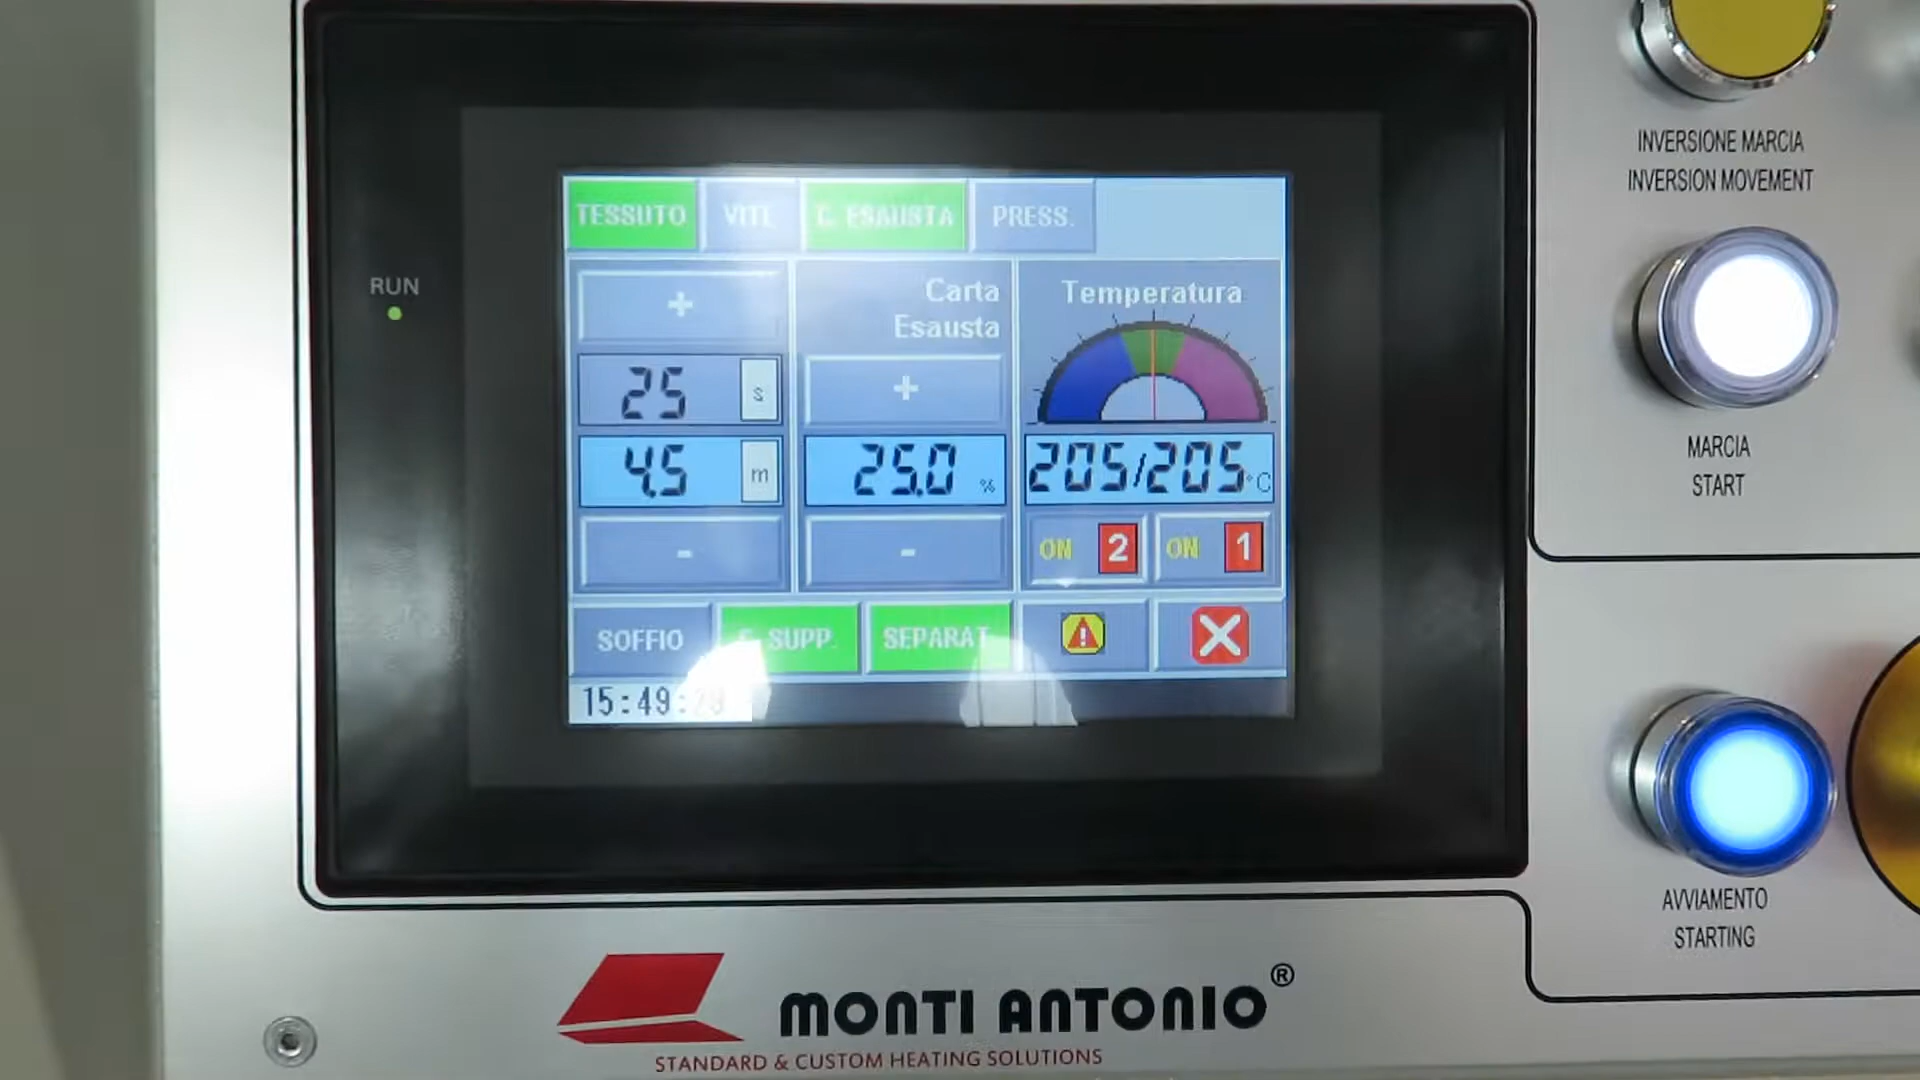 TESSUTO VITE C. ESAUSTA PRESS.
RUN
+
Carta
Esausta
Temperatura
25 s
+
4.5 m
25.0 %
205/205 °C
-
-
ON 2 ON 1
SOFFIO C. SUPP. SEPARAT.
15:49:
INVERSIONE MARCIA
INVERSION MOVEMENT
MARCIA
START
AVVIAMENTO
STARTING
MONTI ANTONIO®
STANDARD & CUSTOM HEATING SOLUTIONS